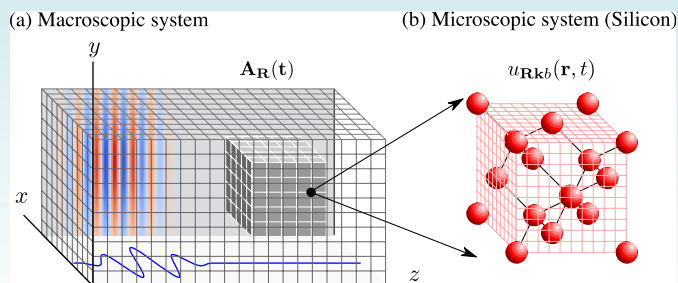 (a) Macroscopic system
(b) Microscopic system (Silicon)
y
A_R(t)
u_Rkb(r, t)
x
z